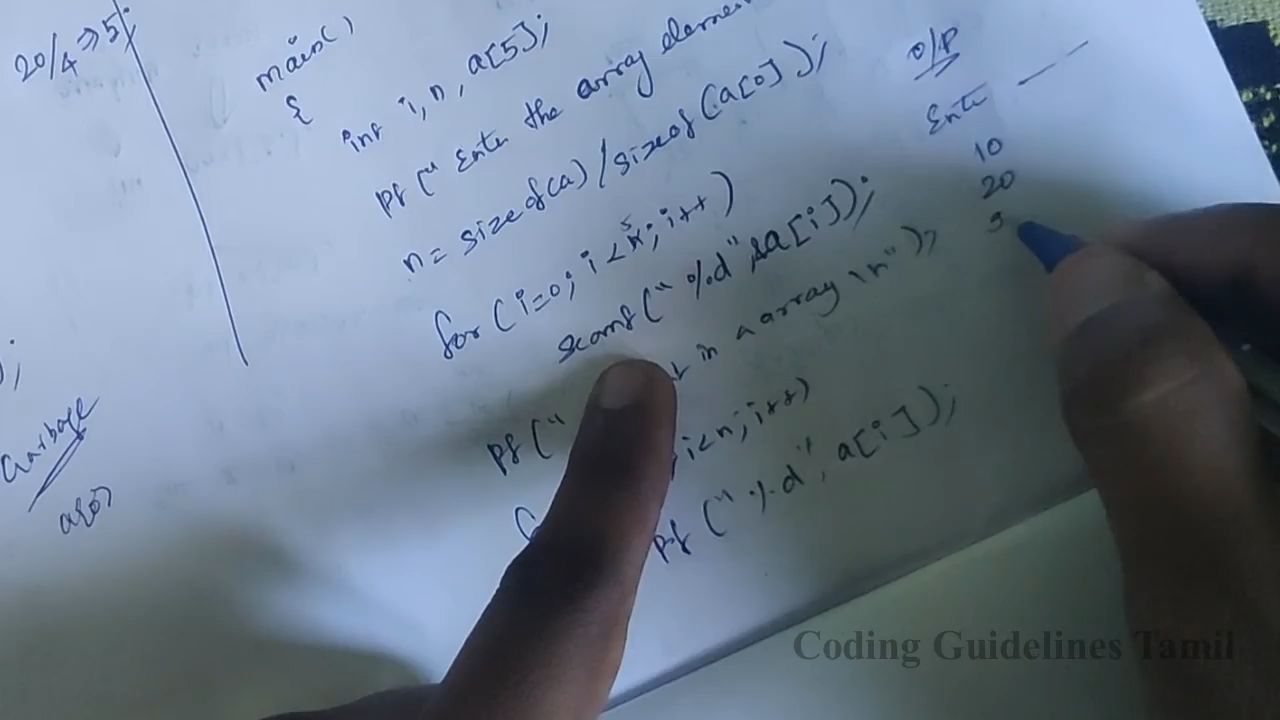 20/4 ⇒ 5;
main()
{
int i, n, a[5];
pf(" Enter the array
n = sizeof(a)/sizeof(a[0]);
for(i=0; i<n; i++)
5
scanf("%d", &a[i]);
pf(" in a array \n");
i<n; i++)
pf("%d", a[i]);
O/P
Enter
10
20
3
Garbage
Coding Guidelines Tamil